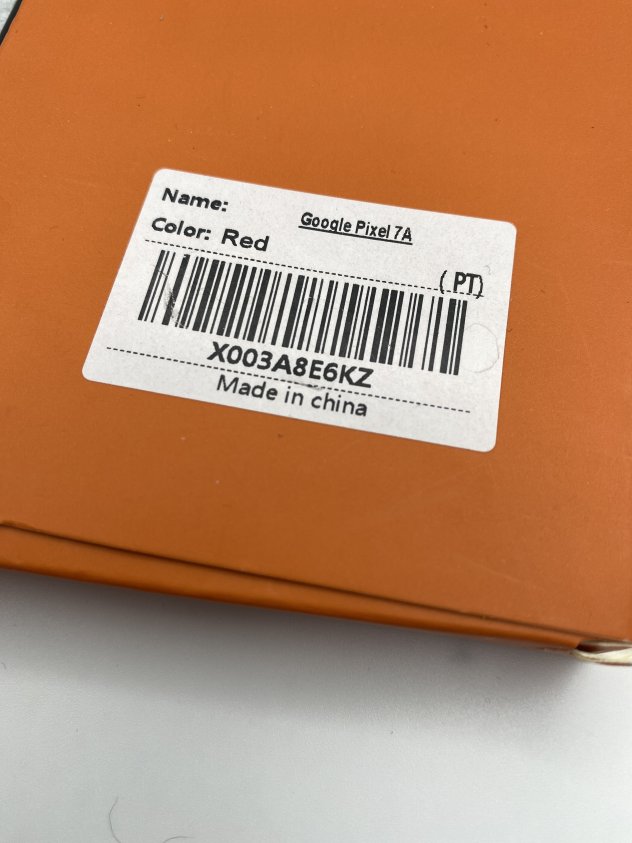 Name: Google Pixel 7A
Color: Red
( PT)
X003A8E6KZ
Made in china